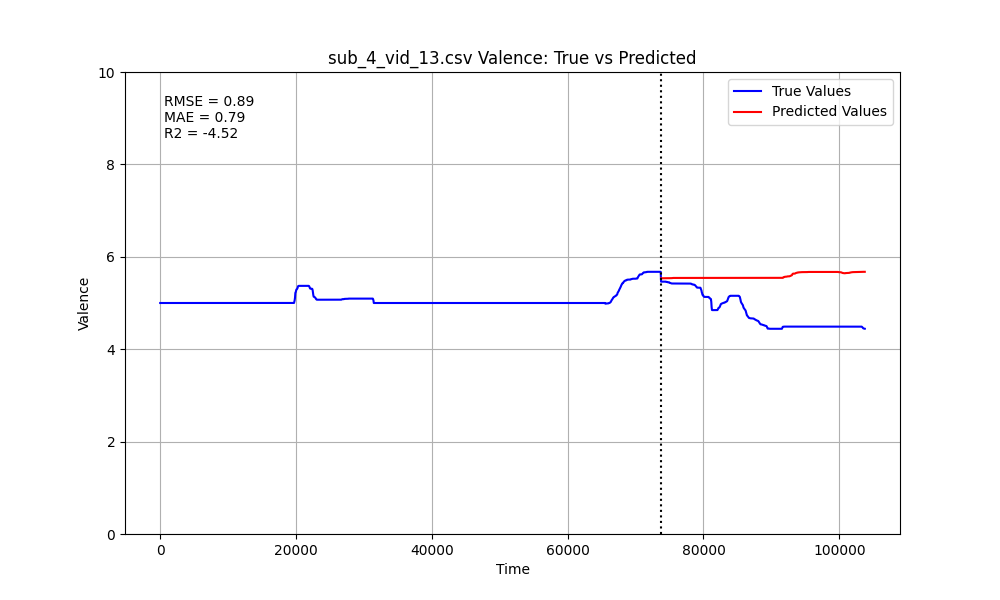 sub_4_vid_13.csv Valence: True vs Predicted
RMSE = 0.89
MAE = 0.79
R2 = -4.52
True Values
Predicted Values
10
8
6
4
2
0
Valence
0
20000
40000
60000
80000
100000
Time